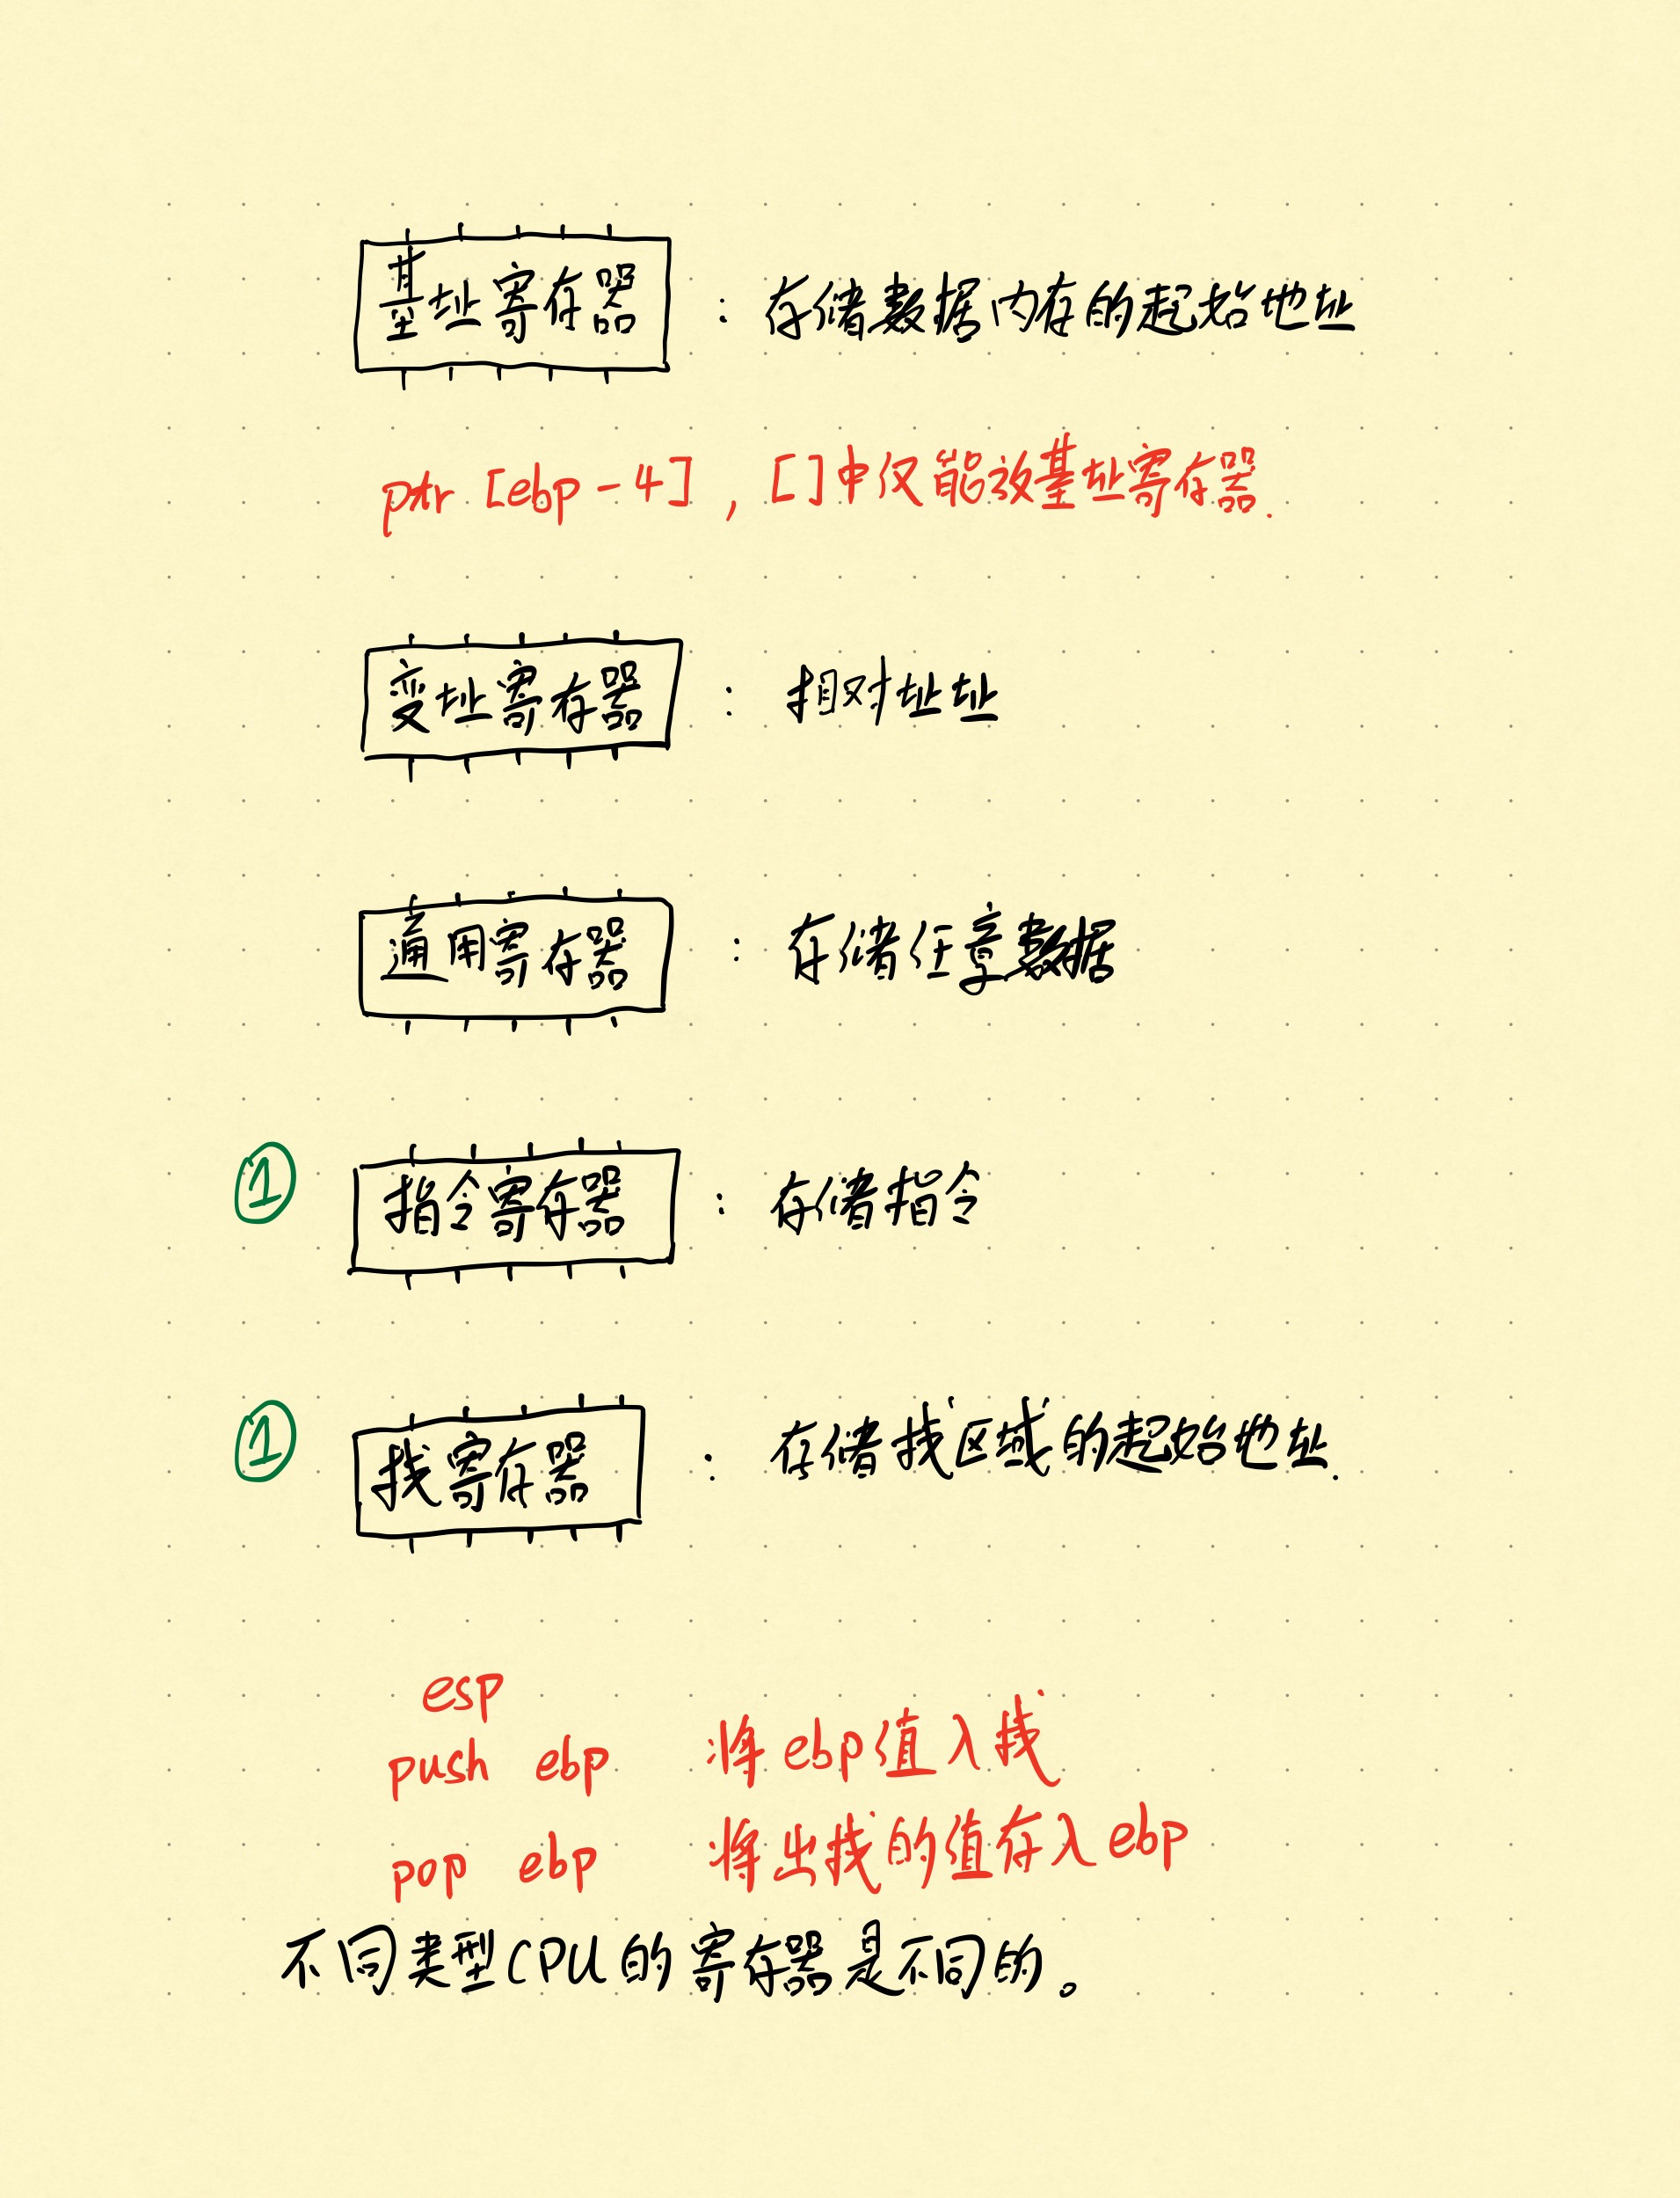 基址寄存器 : 存储数据内存的起始地址
ptr [ebp-4] , []中仅能放基址寄存器.
变址寄存器 : 相对址址
通用寄存器 : 存储任意数据
① 指令寄存器 : 存储指令
① 栈寄存器 : 存储栈区域的起始地址.
esp
push ebp 将ebp值入栈
pop ebp 将出栈的值存入ebp
不同类型CPU的寄存器是不同的。